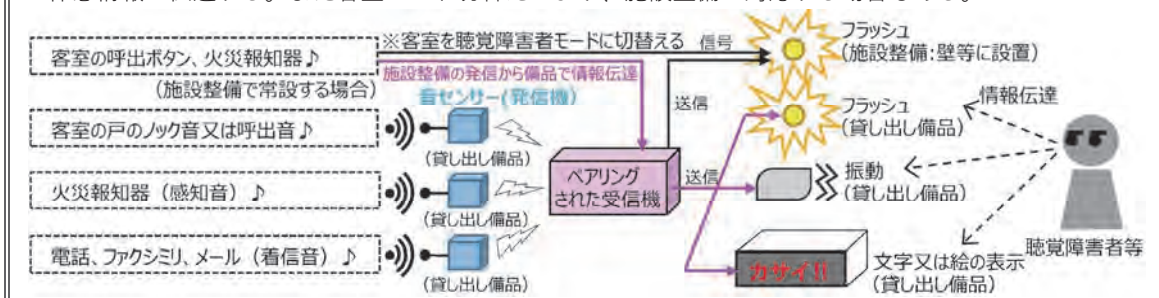 ※客室を聴覚障害者モードに切替える 信号
フラッシュ
(施設整備:壁等に設置)
客室の呼出ボタン、火災報知器♪
施設整備の発信から備品で情報伝達
(施設整備で常設する場合)
音センサー(発信機)
送信
フラッシュ
(貸し出し備品)
情報伝達
客室の戸のノック音又は呼出音♪
(貸し出し備品)
ペアリング
された受信機
送信
振動
(貸し出し備品)
火災報知器(感知音)♪
(貸し出し備品)
聴覚障害者等
電話、ファクシミリ、メール(着信音)♪
カサイ!!
文字又は絵の表示
(貸し出し備品)
(貸し出し備品)